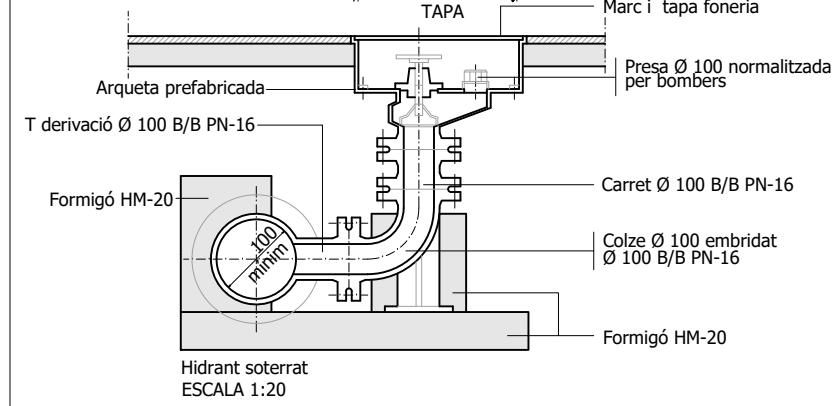 TAPA
Marc i tapa foneria
Arqueta prefabricada
Presa Ø 100 normalitzada
per bombers
T derivació Ø 100 B/B PN-16
Formigó HM-20
Carret Ø 100 B/B PN-16
100
mínim
Colze Ø 100 embridat
Ø 100 B/B PN-16
Formigó HM-20
Hidrant soterrat
ESCALA 1:20